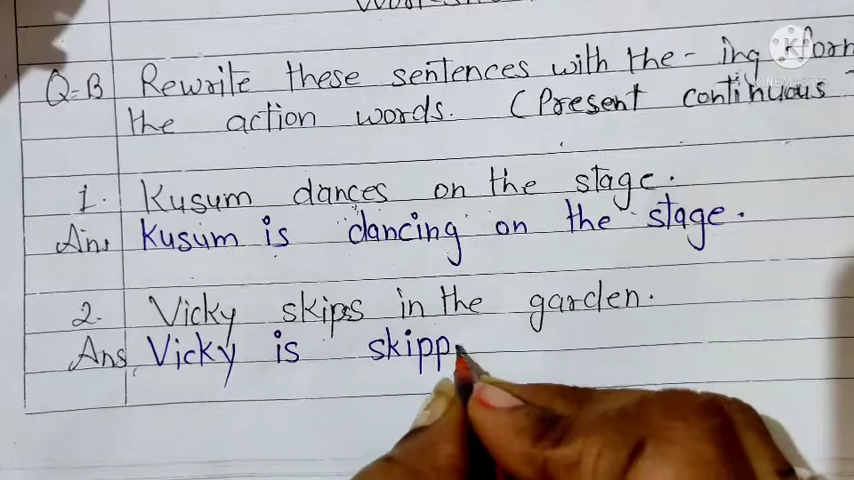 Q-B Rewrite these sentences with the - ing form
the action words. (Present continuous
1. Kusum dances on the stage.
Ans Kusum is dancing on the stage.
2. Vicky skips in the garden.
Ans Vicky is skipp